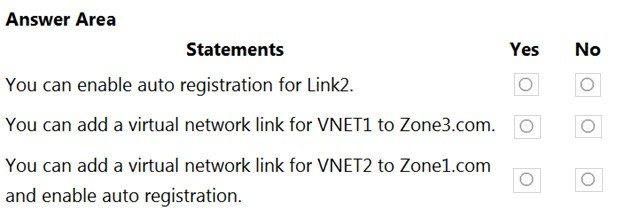 Answer Area
Statements Yes No
You can enable auto registration for Link2.
You can add a virtual network link for VNET1 to Zone3.com.
You can add a virtual network link for VNET2 to Zone1.com
and enable auto registration.